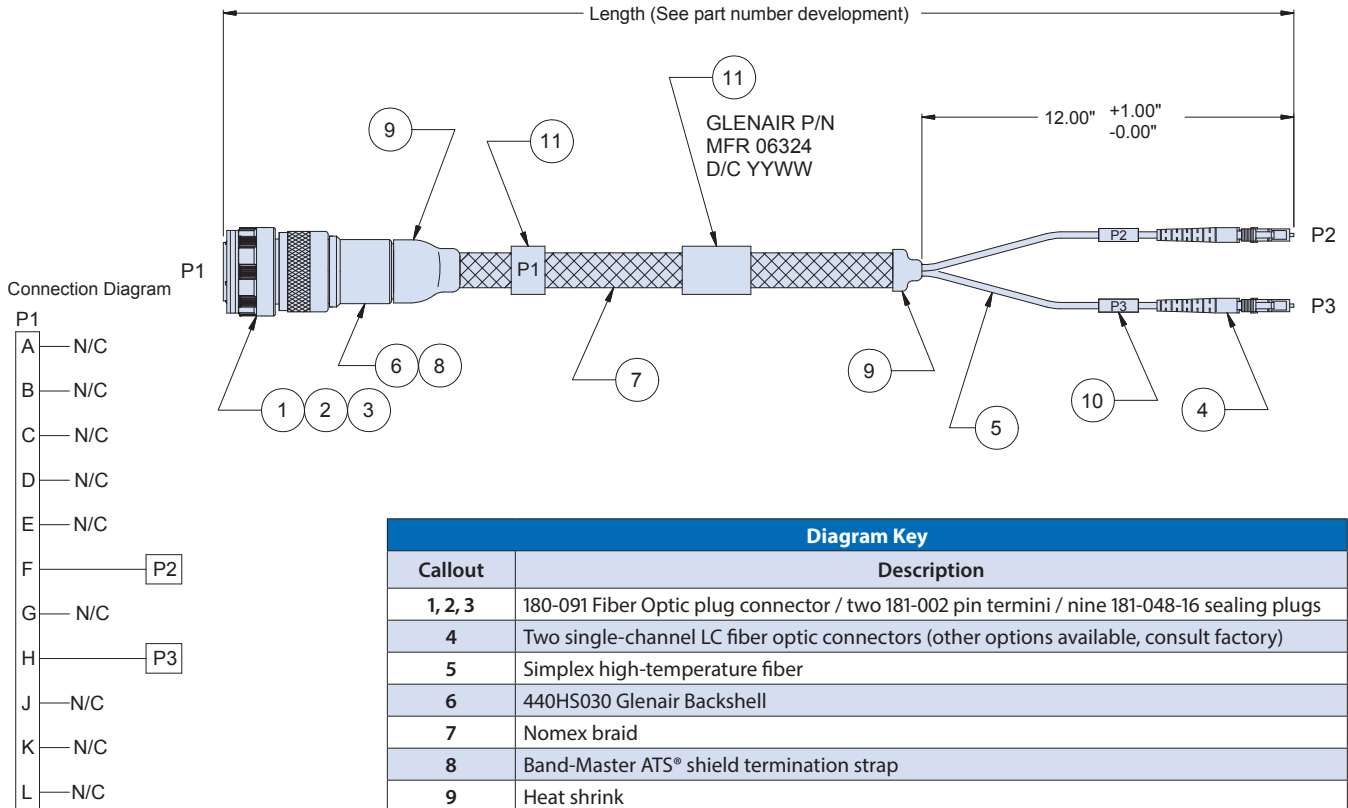 Length (See part number development)
11
GLENAIR P/N
MFR 06324
D/C YYWW
12.00" +1.00"
-0.00"
9
11
P1
P1
P2
P2
P3
P3
6 8
7
9
1 2 3
5
10
4
Connection Diagram
P1
A N/C
B N/C
C N/C
D N/C
E N/C
F P2
G N/C
H P3
J N/C
K N/C
L N/C
Diagram Key
Callout Description
1, 2, 3 180-091 Fiber Optic plug connector / two 181-002 pin termini / nine 181-048-16 sealing plugs
4 Two single-channel LC fiber optic connectors (other options available, consult factory)
5 Simplex high-temperature fiber
6 440HS030 Glenair Backshell
7 Nomex braid
8 Band-Master ATS® shield termination strap
9 Heat shrink